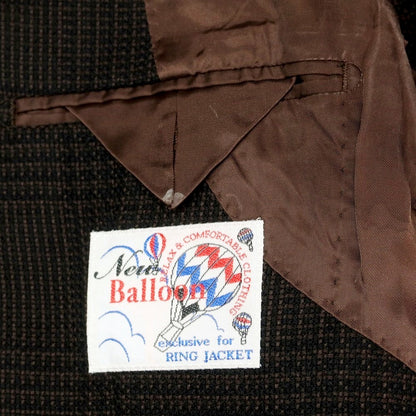 RELAX & COMFORTABLE CLOTHING
New
Balloon
exclusive for
RING JACKET